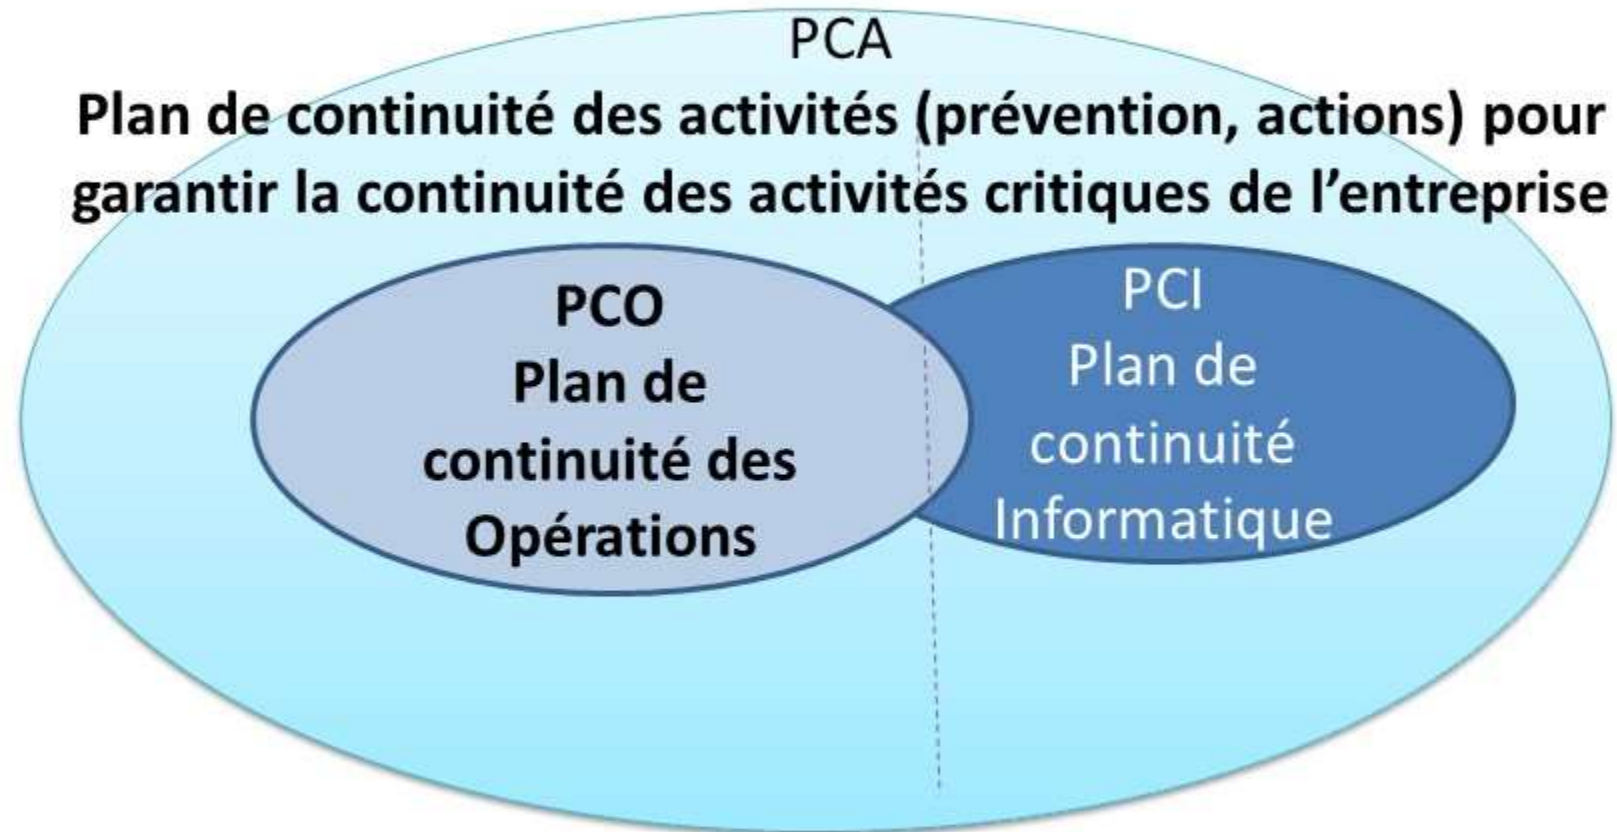 PCA
Plan de continuité des activités (prévention, actions) pour
garantir la continuité des activités critiques de l’entreprise
PCO
Plan de
continuité des
Opérations
PCI
Plan de
continuité
Informatique